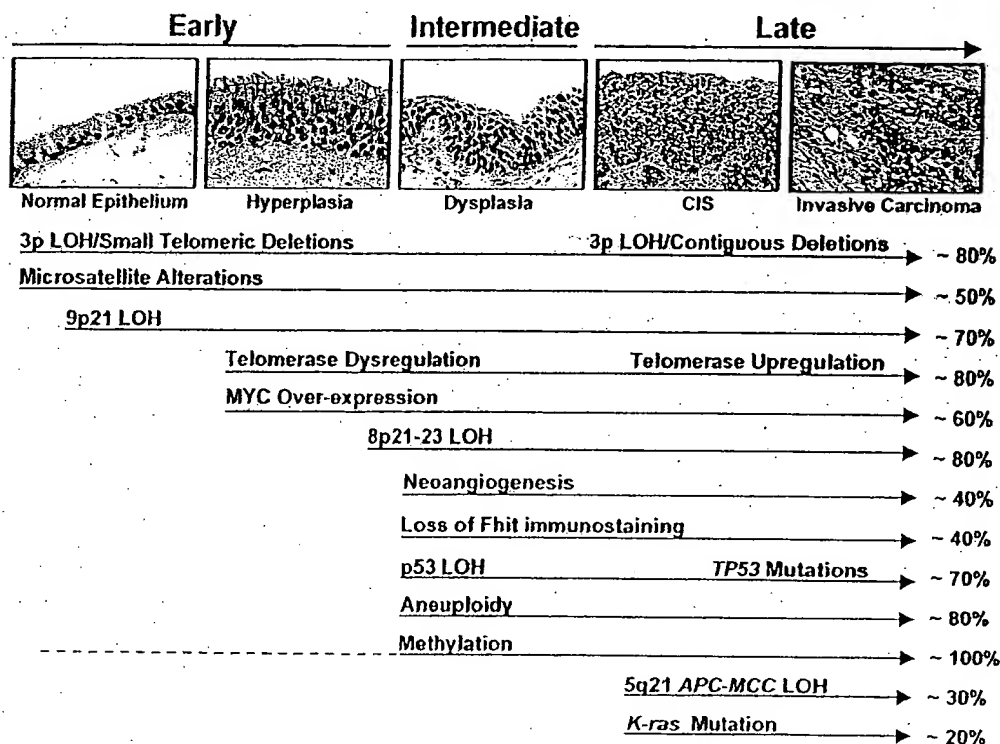 Early Intermediate Late
Normal Epithelium Hyperplasia Dysplasia CIS Invasive Carcinoma
3p LOH/Small Telomeric Deletions 3p LOH/Contiguous Deletions ~ 80%
Microsatellite Alterations ~ 50%
9p21 LOH ~ 70%
Telomerase Dysregulation Telomerase Upregulation ~ 80%
MYC Over-expression ~ 60%
8p21-23 LOH ~ 80%
Neoangiogenesis ~ 40%
Loss of Fhit immunostaining ~ 40%
p53 LOH TP53 Mutations ~ 70%
Aneuploidy ~ 80%
Methylation ~ 100%
5q21 APC-MCC LOH ~ 30%
K-ras Mutation ~ 20%